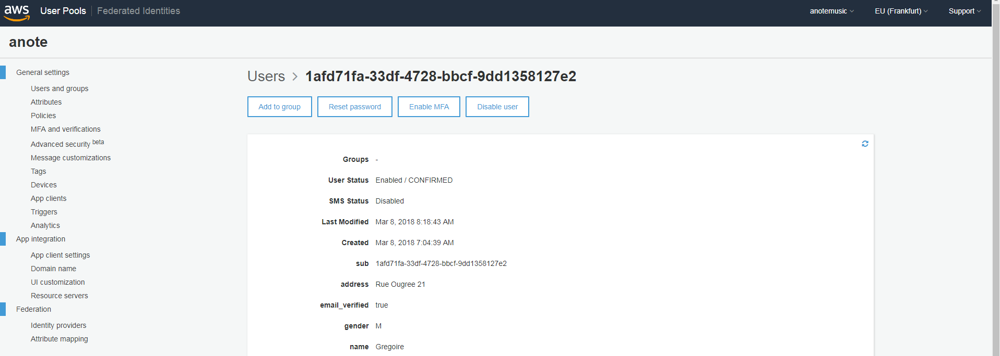 aws User Pools Federated Identities anotemusic EU (Frankfurt) Support
anote
General settings
Users and groups
Attributes
Policies
MFA and verifications
Advanced security beta
Message customizations
Tags
Devices
App clients
Triggers
Analytics
App integration
App client settings
Domain name
UI customization
Resource servers
Federation
Identity providers
Attribute mapping
Users > 1afd71fa-33df-4728-bbcf-9dd1358127e2
Add to group Reset password Enable MFA Disable user
Groups -
User Status Enabled / CONFIRMED
SMS Status Disabled
Last Modified Mar 8, 2018 8:18:43 AM
Created Mar 8, 2018 7:04:39 AM
sub 1afd71fa-33df-4728-bbcf-9dd1358127e2
address Rue Ougree 21
email_verified true
gender M
name Gregoire